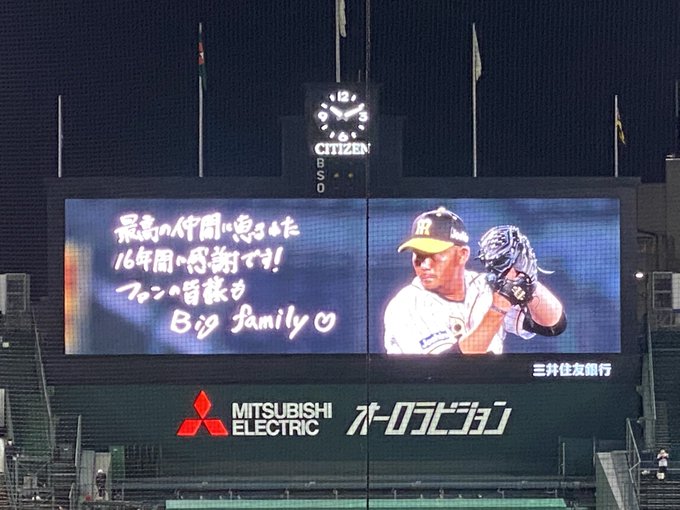 12
2
3
6
9
10
CITIZEN
B
S
O
最高の仲間に恵まれた
16年間に感謝です!
ファンの皆様も
Big family♡
三井住友銀行
MITSUBISHI
ELECTRIC
オーロラビジョン